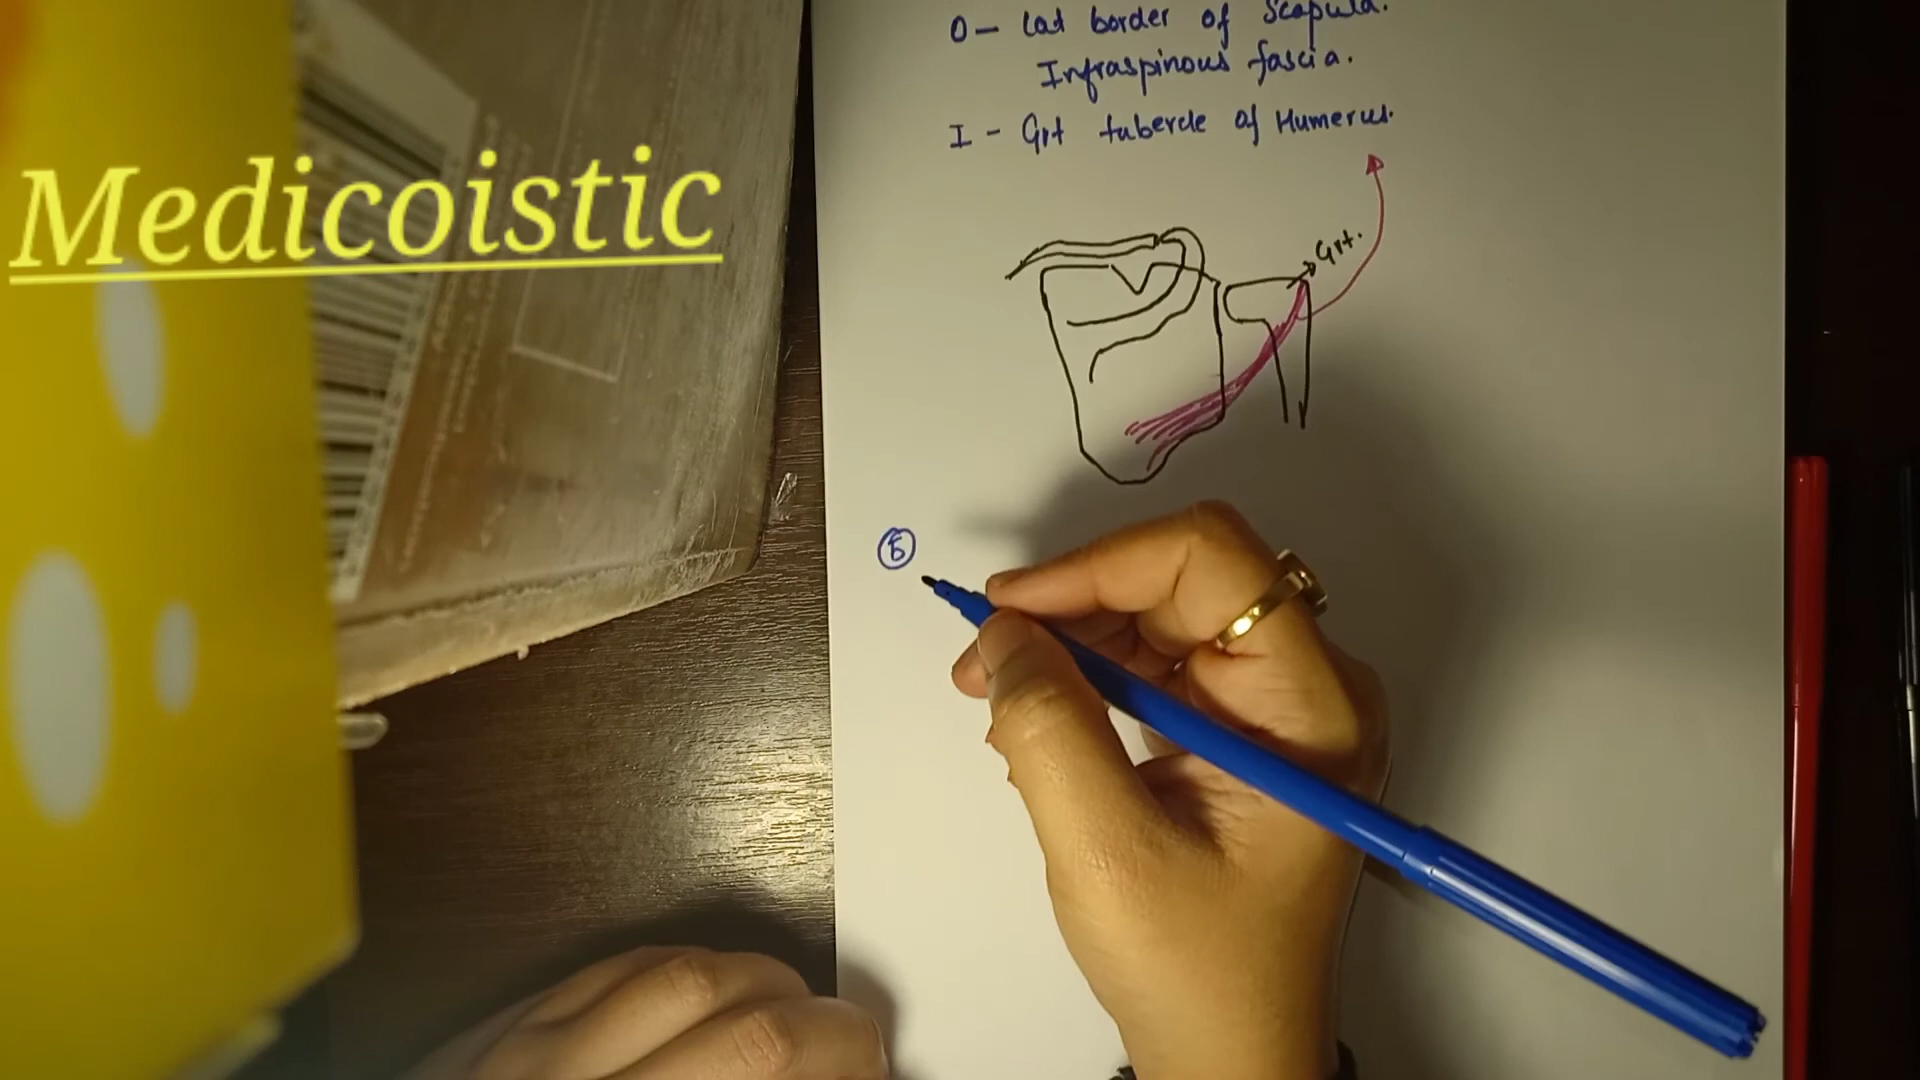 Medicoistic
O - Lat border of Scapula.
Infraspinous fascia.
I - Grt tubercle of Humerus.
Grt.
5